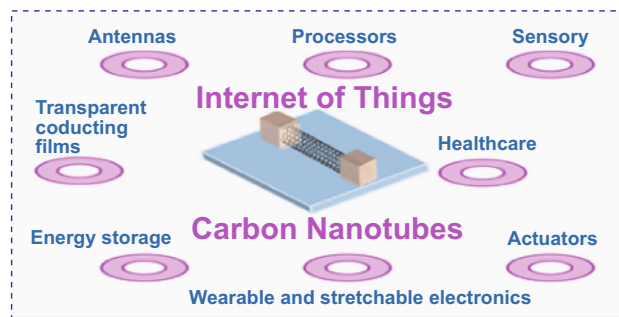 Antennas
Processors
Sensory
Internet of Things
Transparent
coducting
films
Healthcare
Carbon Nanotubes
Energy storage
Actuators
Wearable and stretchable electronics